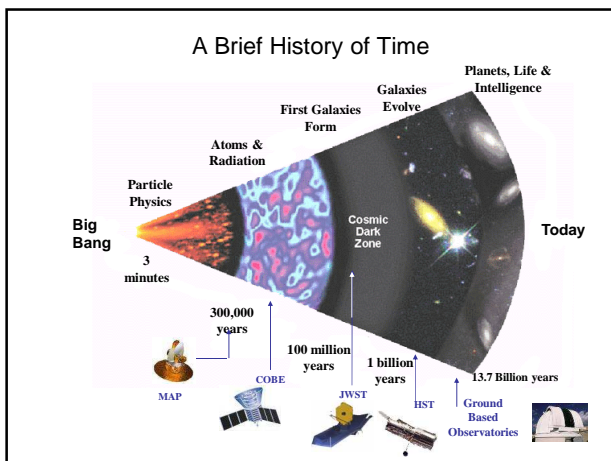 A Brief History of Time
Planets, Life &
Intelligence
Galaxies
Evolve
First Galaxies
Form
Atoms &
Radiation
Particle
Physics
Big
Bang
3
minutes
Cosmic
Dark
Zone
Today
300,000
years
100 million
years
1 billion
years
13.7 Billion years
MAP
COBE
JWST
HST
Ground
Based
Observatories